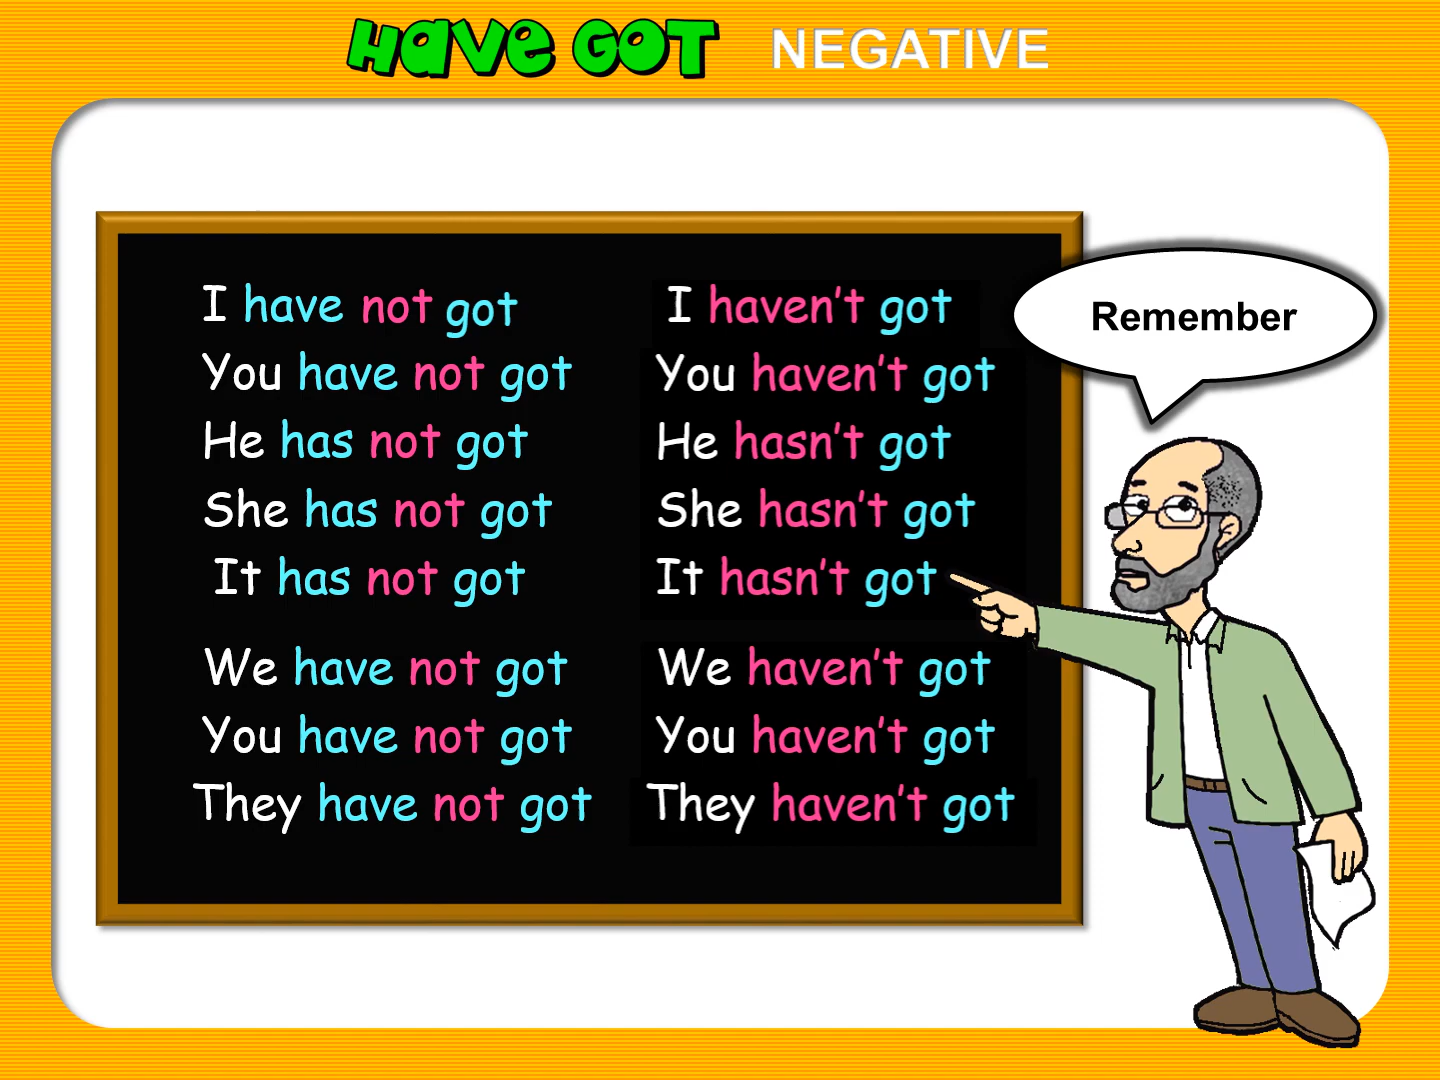 Have Got NEGATIVE
I have not got
You have not got
He has not got
She has not got
It has not got
We have not got
You have not got
They have not got
I haven't got
You haven't got
He hasn't got
She hasn't got
It hasn't got
We haven't got
You haven't got
They haven't got
Remember